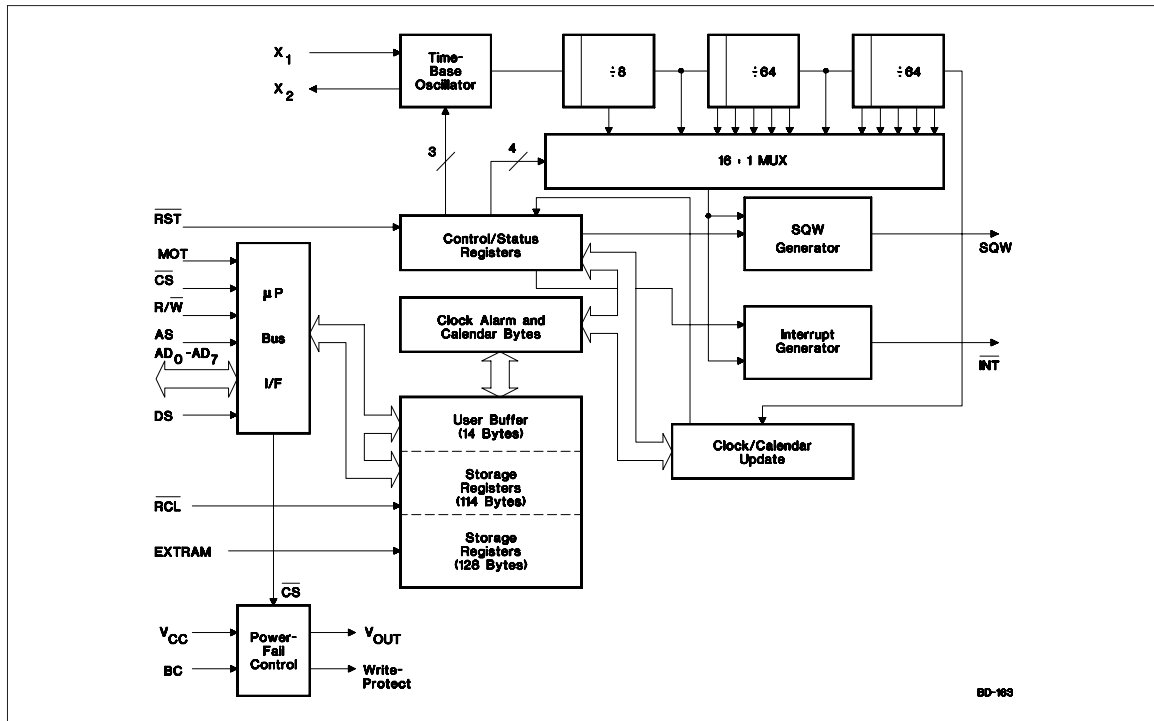 X1
X2
Time-
Base
Oscillator
÷8
÷64
÷64
3
4
16 : 1 MUX
RST
Control/Status
Registers
SQW
Generator
SQW
MOT
CS
R/W
AS
AD0-AD7
DS
µP
Bus
I/F
Clock Alarm and
Calendar Bytes
Interrupt
Generator
INT
User Buffer
(14 Bytes)
Clock/Calendar
Update
Storage
Registers
(114 Bytes)
RCL
Storage
Registers
(128 Bytes)
EXTRAM
CS
VCC
BC
Power-
Fail
Control
VOUT
Write-
Protect
BD-163